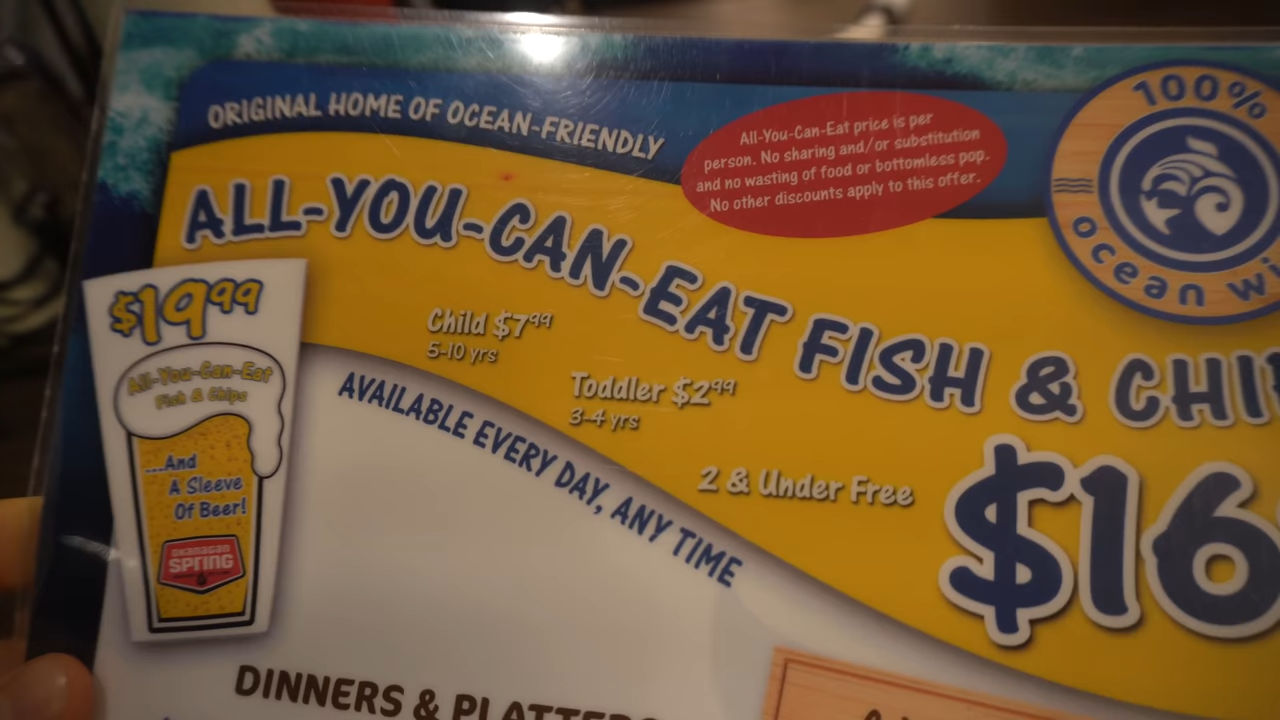 ORIGINAL HOME OF OCEAN-FRIENDLY
All-You-Can-Eat price is per
person. No sharing and/or substitution
and no wasting of food or bottomless pop.
No other discounts apply to this offer.
100%
ocean
ALL-YOU-CAN-EAT FISH &
$19.99
All-You-Can-Eat
Fish & Chips
...And
A Sleeve
Of Beer!
OKANAGAN
SPRING
Child $7.99
5-10 yrs
Toddler $2.99
3-4 yrs
2 & Under Free
$16
AVAILABLE EVERY DAY, ANY TIME
DINNERS & PLATTERS